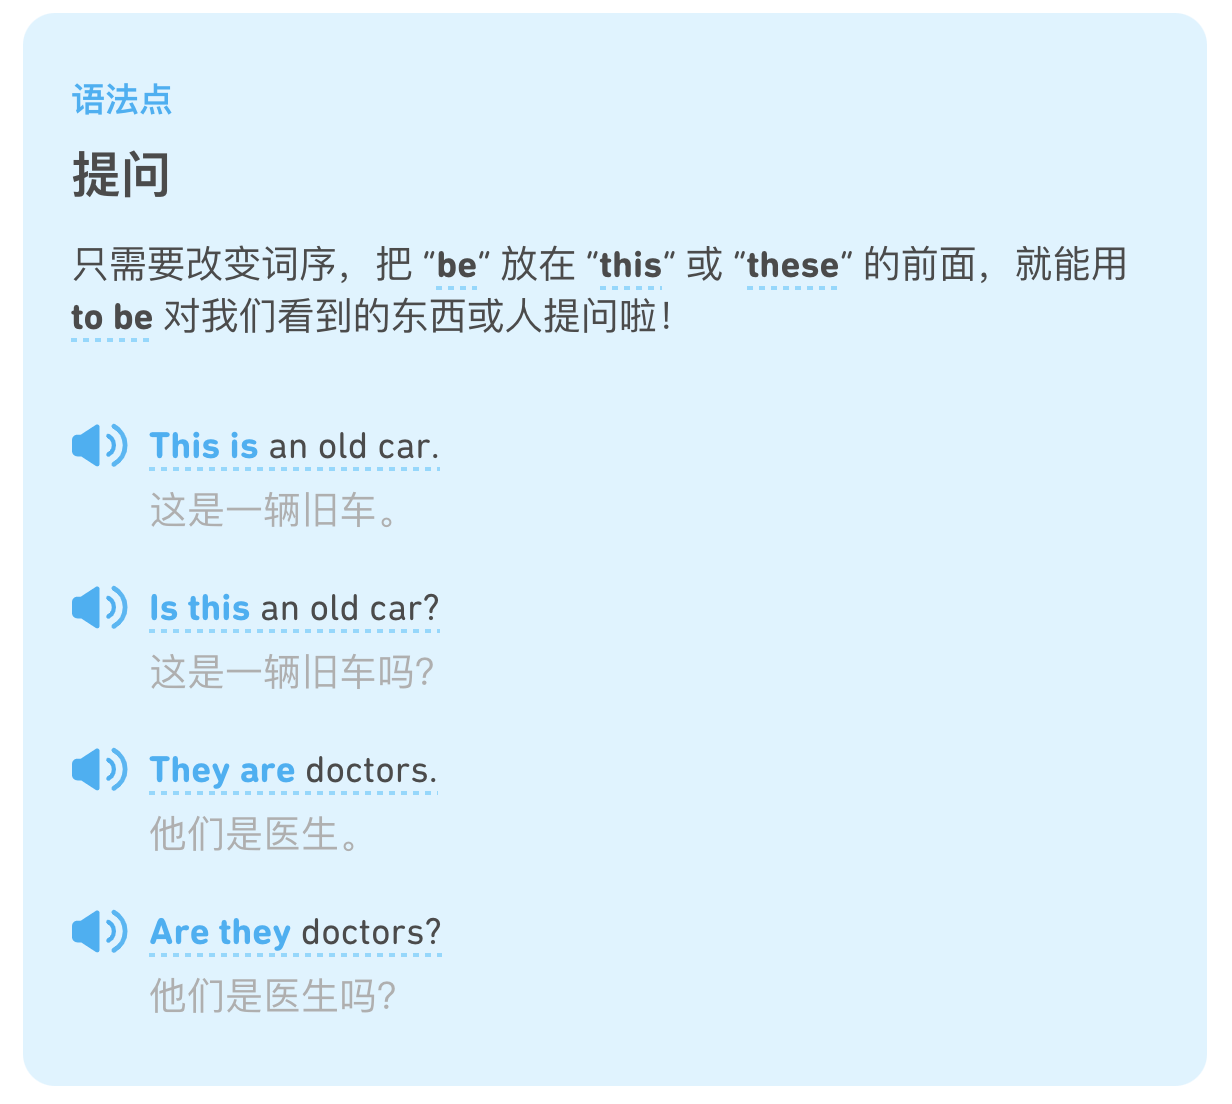 语法点
提问
只需要改变词序，把 “be“ 放在 “this” 或 “these” 的前面，就能用
to be 对我们看到的东西或人提问啦！
This is an old car.
这是一辆旧车。
Is this an old car?
这是一辆旧车吗？
They are doctors.
他们是医生。
Are they doctors?
他们是医生吗？